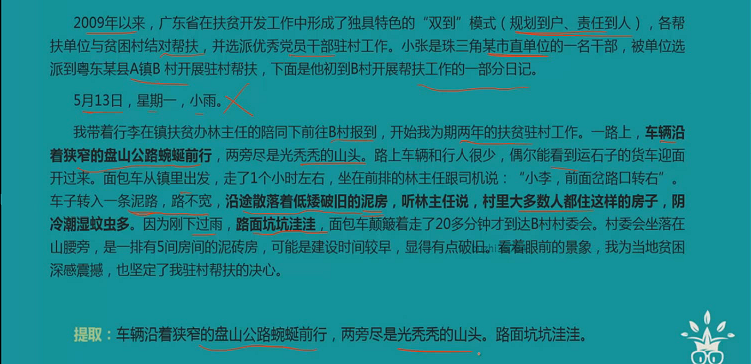 2009年以来，广东省在扶贫开发工作中形成了独具特色的“双到”模式（规划到户、责任到人），各帮
扶单位与贫困村结对帮扶，并选派优秀党员干部驻村工作。小张是珠三角某市直单位的一名干部，被单位选
派到粤东某县A镇B 村开展驻村帮扶，下面是他初到B村开展帮扶工作的一部分日记。
5月13日，星期一，小雨。
我带着行李在镇扶贫办林主任的陪同下前往B村报到，开始我为期两年的扶贫驻村工作。一路上，车辆沿
着狭窄的盘山公路蜿蜒前行，两旁尽是光秃秃的山头。路上车辆和行人很少，偶尔能看到运石子的货车迎面
开过来。面包车从镇里出发，走了1个小时左右，坐在前排的林主任跟司机说：“小李，前面岔路口转右”。
车子转入一条泥路，路不宽，沿途散落着低矮破旧的泥房，听林主任说，村里大多数人都住这样的房子，阴
冷潮湿蚊虫多。因为刚下过雨，路面坑坑洼洼，面包车颠簸着走了20多分钟才到达B村村委会。村委会坐落在
山腰旁，是一排有5间房间的泥砖房，可能是建设时间较早，显得有点破旧。看着眼前的景象，我为当地贫困
深感震撼，也坚定了我驻村帮扶的决心。
提取：车辆沿着狭窄的盘山公路蜿蜒前行，两旁尽是光秃秃的山头。路面坑坑洼洼。